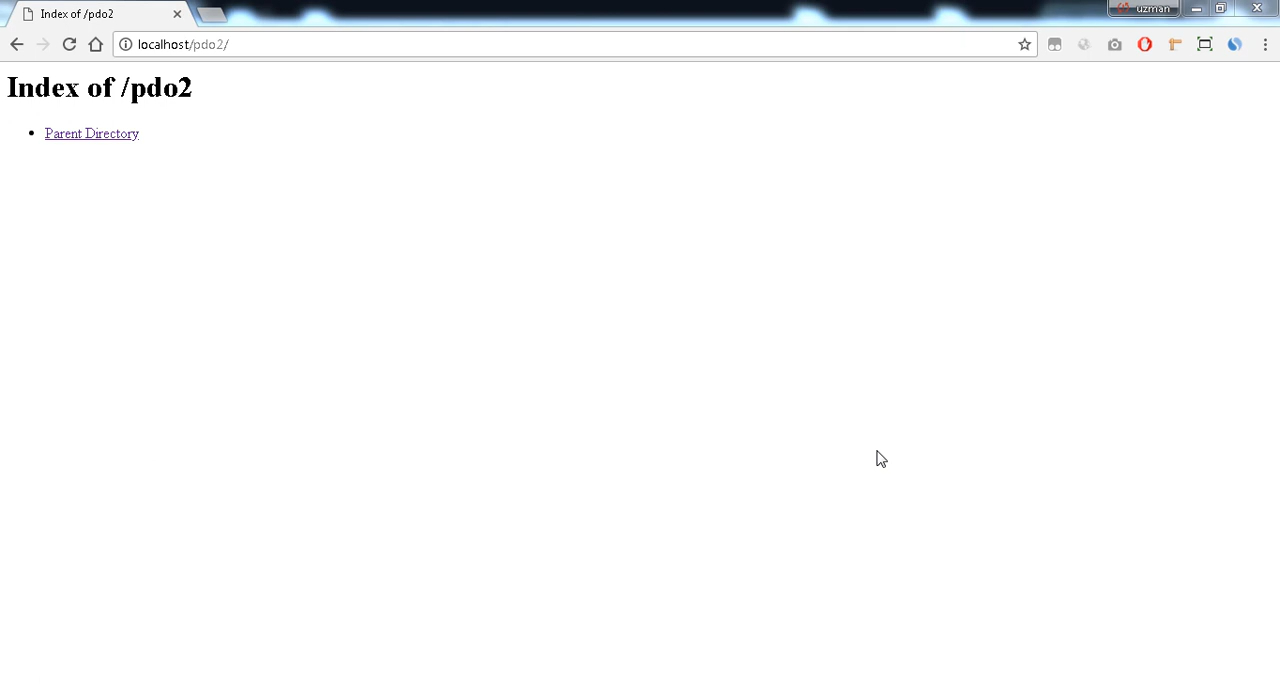 Index of /pdo2
uzman
localhost/pdo2/
Index of /pdo2
Parent Directory